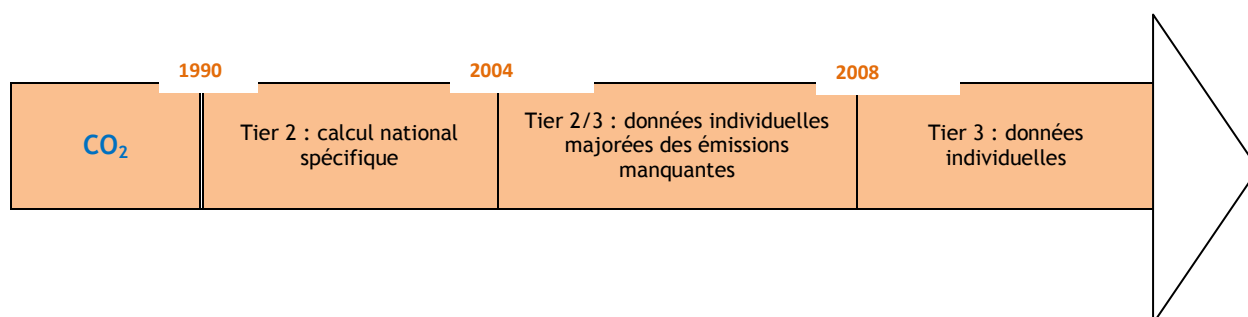 1990
2004
2008
CO₂
Tier 2 : calcul national
spécifique
Tier 2/3 : données individuelles
majorées des émissions
manquantes
Tier 3 : données
individuelles